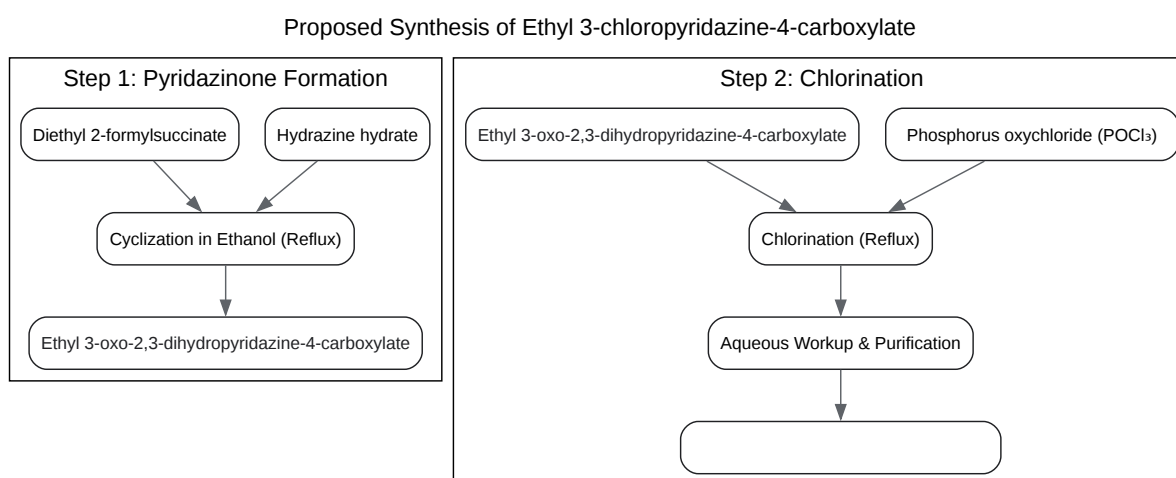 Proposed Synthesis of Ethyl 3-chloropyridazine-4-carboxylate
Step 1: Pyridazinone Formation
Diethyl 2-formylsuccinate
Hydrazine hydrate
Cyclization in Ethanol (Reflux)
Ethyl 3-oxo-2,3-dihydropyridazine-4-carboxylate
Step 2: Chlorination
Ethyl 3-oxo-2,3-dihydropyridazine-4-carboxylate
Phosphorus oxychloride (POCl₃)
Chlorination (Reflux)
Aqueous Workup & Purification